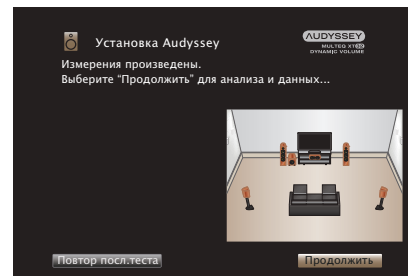 Установка Audyssey
AUDYSSEY
MULTEQ XT32
DYNAMIC VOLUME
Измерения произведены.
Выберите “Продолжить” для анализа и данных...
Повтор посл.теста
Продолжить